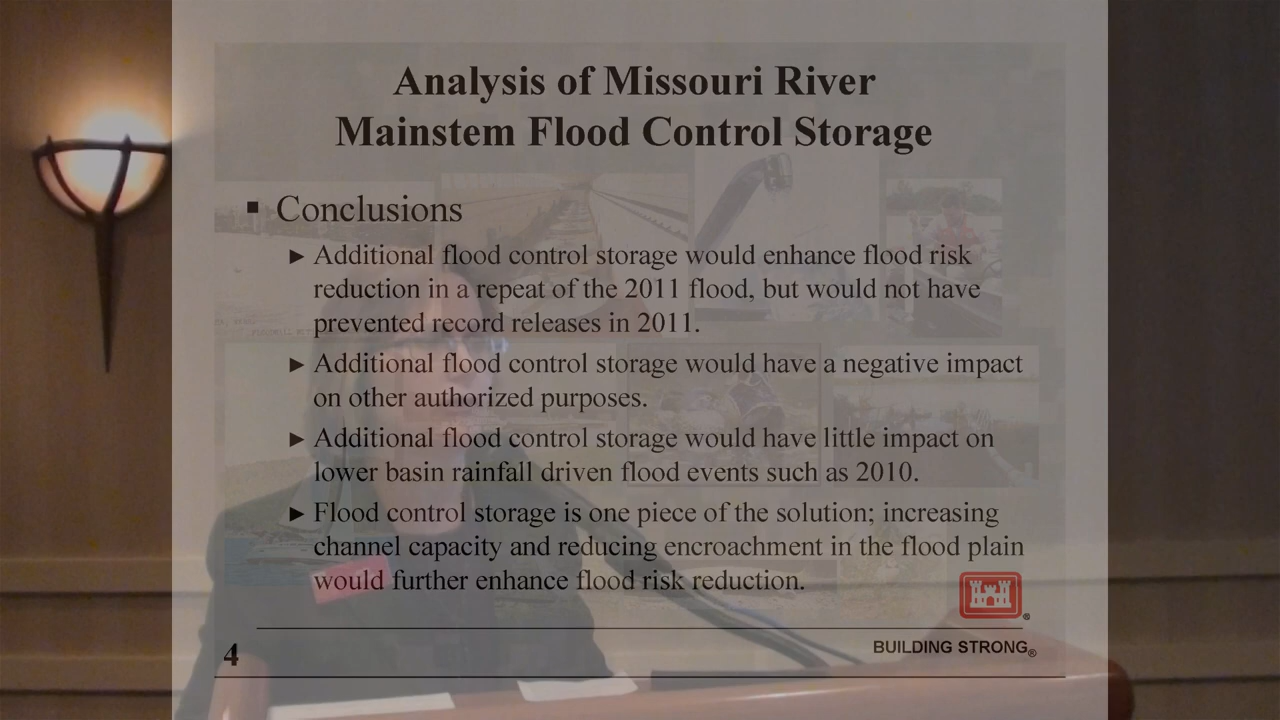 Analysis of Missouri River
Mainstem Flood Control Storage
▪ Conclusions
► Additional flood control storage would enhance flood risk
reduction in a repeat of the 2011 flood, but would not have
prevented record releases in 2011.
► Additional flood control storage would have a negative impact
on other authorized purposes.
► Additional flood control storage would have little impact on
lower basin rainfall driven flood events such as 2010.
► Flood control storage is one piece of the solution; increasing
channel capacity and reducing encroachment in the flood plain
would further enhance flood risk reduction.
®
4
BUILDING STRONG®